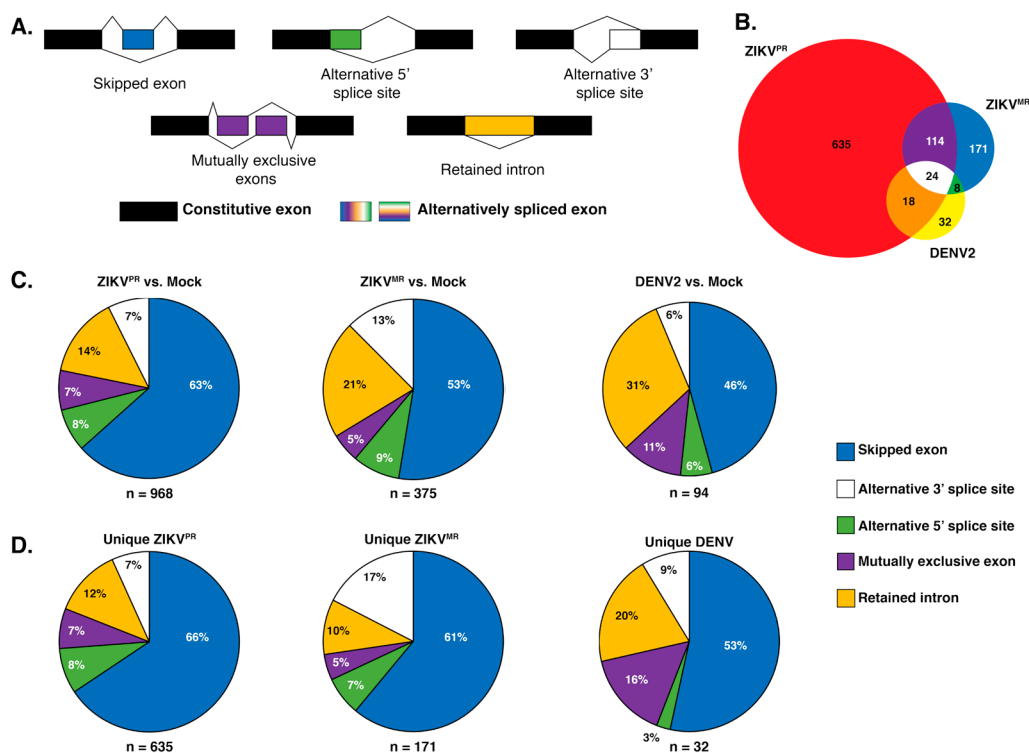 A.
Skipped exon
Alternative 5’
splice site
Alternative 3’
splice site
Mutually exclusive
exons
Retained intron
Constitutive exon
Alternatively spliced exon
B.
ZIKVPR
ZIKVMR
635
114
171
24
8
18
32
DENV2
C.
ZIKVPR vs. Mock
7%
14%
63%
7%
8%
n = 968
ZIKVMR vs. Mock
13%
21%
53%
5%
9%
n = 375
DENV2 vs. Mock
6%
31%
46%
11%
6%
n = 94
Skipped exon
Alternative 3’ splice site
Alternative 5’ splice site
Mutually exclusive exon
Retained intron
D.
Unique ZIKVPR
7%
12%
66%
7%
8%
n = 635
Unique ZIKVMR
17%
10%
61%
5%
7%
n = 171
Unique DENV
9%
20%
53%
16%
3%
n = 32